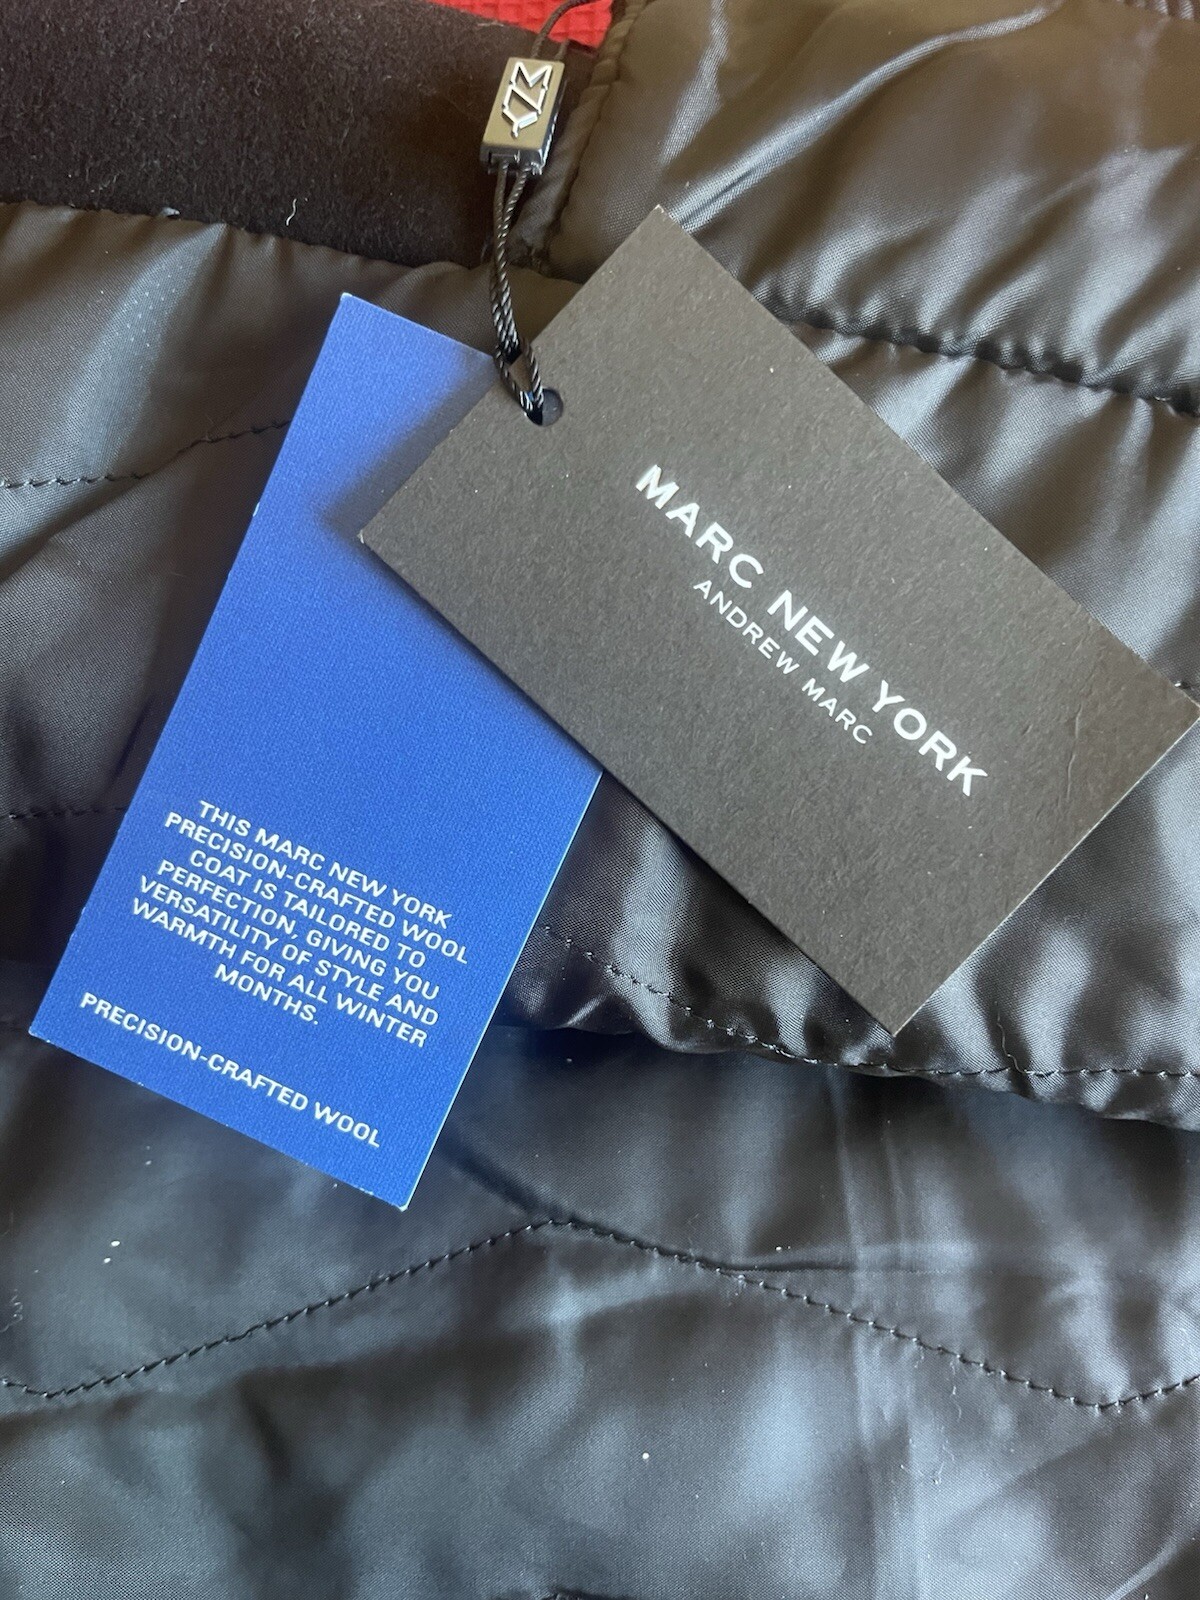 MARC NEW YORK
ANDREW MARC
THIS MARC NEW YORK
PRECISION-CRAFTED WOOL
COAT IS TAILORED TO
PERFECTION, GIVING YOU
VERSATILITY OF STYLE AND
WARMTH FOR ALL WINTER
MONTHS.
PRECISION-CRAFTED WOOL